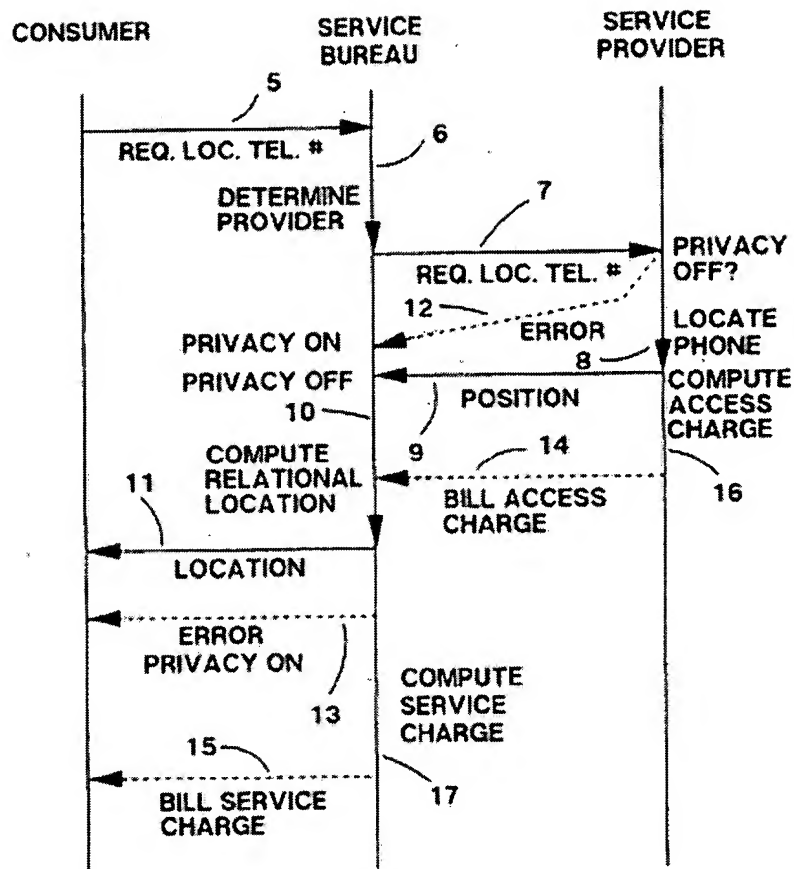 CONSUMER
SERVICE
BUREAU
SERVICE
PROVIDER
5
REQ. LOC. TEL. #
6
DETERMINE
PROVIDER
7
REQ. LOC. TEL. #
PRIVACY
OFF?
12
ERROR
PRIVACY ON
LOCATE
PHONE
8
PRIVACY OFF
POSITION
COMPUTE
ACCESS
CHARGE
10
9
COMPUTE
RELATIONAL
LOCATION
14
BILL ACCESS
CHARGE
16
11
LOCATION
ERROR
PRIVACY ON
13
COMPUTE
SERVICE
CHARGE
15
17
BILL SERVICE
CHARGE